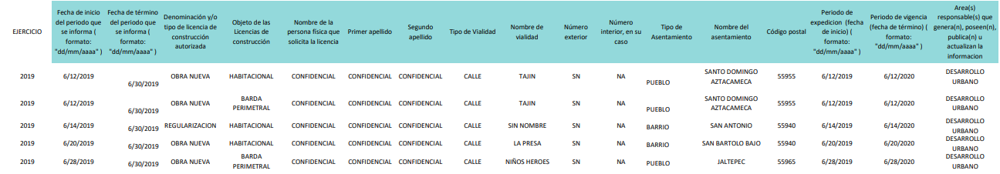 EJERCICIO Fecha de inicio del periodo que se informa ( formato: "dd/mm/aaaa" ) Fecha de término del periodo que se informa ( formato: "dd/mm/aaaa" ) Denominación y/o tipo de licencia de construcción autorizada Objeto de las Licencias de construcción Nombre de la persona física que solicita la licencia Primer apellido Segundo apellido Tipo de Vialidad Nombre de vialidad Número exterior Número interior, en su caso Tipo de Asentamiento Nombre del asentamiento Código postal Periodo de expedicion (fecha de inicio) ( formato: "dd/mm/aaaa" ) Periodo de vigencia (fecha de término) ( formato: "dd/mm/aaaa" ) Area(s) responsable(s) que genera(n), poseen(n), publica(n) u actualizan la informacion
2019 6/12/2019 6/30/2019 OBRA NUEVA HABITACIONAL CONFIDENCIAL CONFIDENCIAL CONFIDENCIAL CALLE TAJIN SN NA PUEBLO SANTO DOMINGO AZTACAMECA 55955 6/12/2019 6/12/2020 DESARROLLO URBANO
2019 6/12/2019 6/30/2019 OBRA NUEVA BARDA PERIMETRAL CONFIDENCIAL CONFIDENCIAL CONFIDENCIAL CALLE TAJIN SN NA PUEBLO SANTO DOMINGO AZTACAMECA 55955 6/12/2019 6/12/2020 DESARROLLO URBANO
2019 6/14/2019 6/30/2019 REGULARIZACION HABITACIONAL CONFIDENCIAL CONFIDENCIAL CONFIDENCIAL CALLE SIN NOMBRE SN NA BARRIO SAN ANTONIO 55940 6/14/2019 6/14/2020 DESARROLLO URBANO
2019 6/20/2019 6/30/2019 OBRA NUEVA HABITACIONAL CONFIDENCIAL CONFIDENCIAL CONFIDENCIAL CALLE LA PRESA SN NA BARRIO SAN BARTOLO BAJO 55940 6/20/2019 6/20/2020 DESARROLLO URBANO
2019 6/28/2019 6/30/2019 OBRA NUEVA BARDA PERIMETRAL CONFIDENCIAL CONFIDENCIAL CONFIDENCIAL CALLE NIÑOS HEROES SN NA PUEBLO JALTEPEC 55965 6/28/2019 6/28/2020 DESARROLLO URBANO